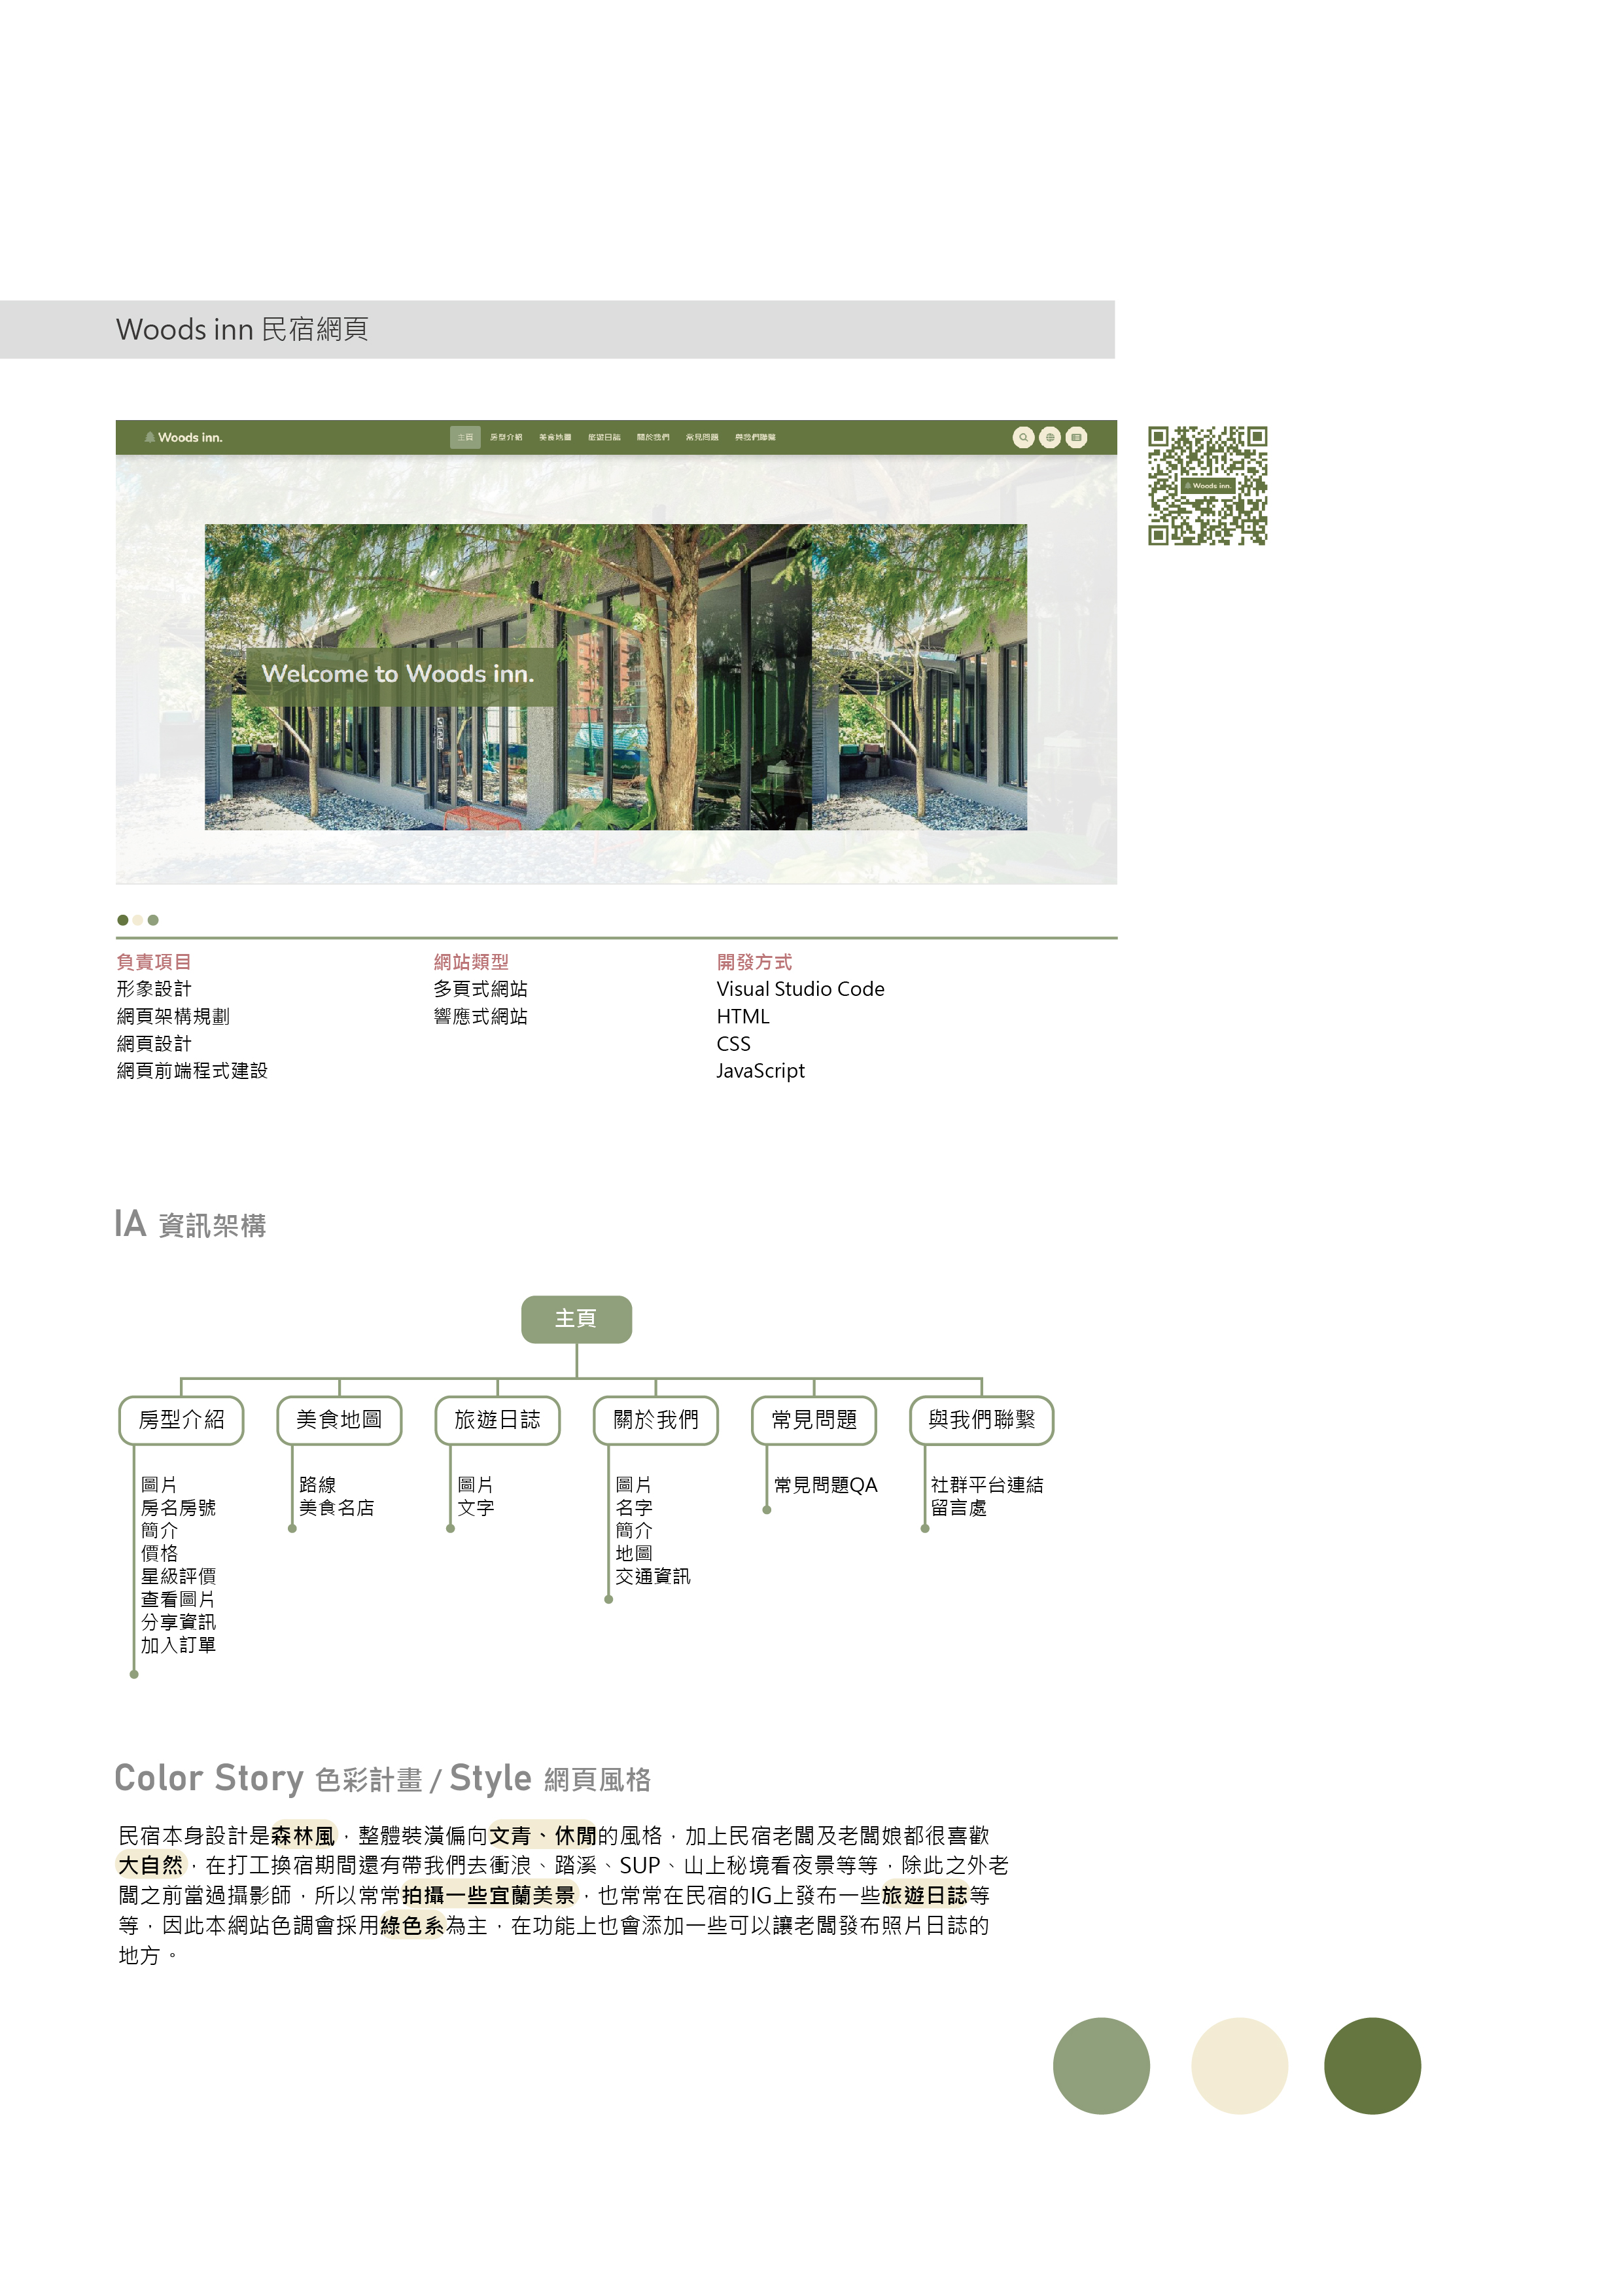 Woods inn 民宿網頁
Woods inn.
主頁 房型介紹 美食地圖 旅遊日誌 關於我們 常見問題 與我們聯繫
Woods inn.
Welcome to Woods inn.
負責項目
形象設計
網頁架構規劃
網頁設計
網頁前端程式建設
網站類型
多頁式網站
響應式網站
開發方式
Visual Studio Code
HTML
CSS
JavaScript
IA 資訊架構
主頁
房型介紹
圖片
房名房號
簡介
價格
星級評價
查看圖片
分享資訊
加入訂單
美食地圖
路線
美食名店
旅遊日誌
圖片
文字
關於我們
圖片
名字
簡介
地圖
交通資訊
常見問題
常見問題QA
與我們聯繫
社群平台連結
留言處
Color Story 色彩計畫 / Style 網頁風格
民宿本身設計是森林風，整體裝潢偏向文青、休閒的風格，加上民宿老闆及老闆娘都很喜歡
大自然，在打工換宿期間還有帶我們去衝浪、踏溪、SUP、山上秘境看夜景等等，除此之外老
闆之前當過攝影師，所以常常拍攝一些宜蘭美景，也常常在民宿的IG上發布一些旅遊日誌等
等，因此本網站色調會採用綠色系為主，在功能上也會添加一些可以讓老闆發布照片日誌的
地方。